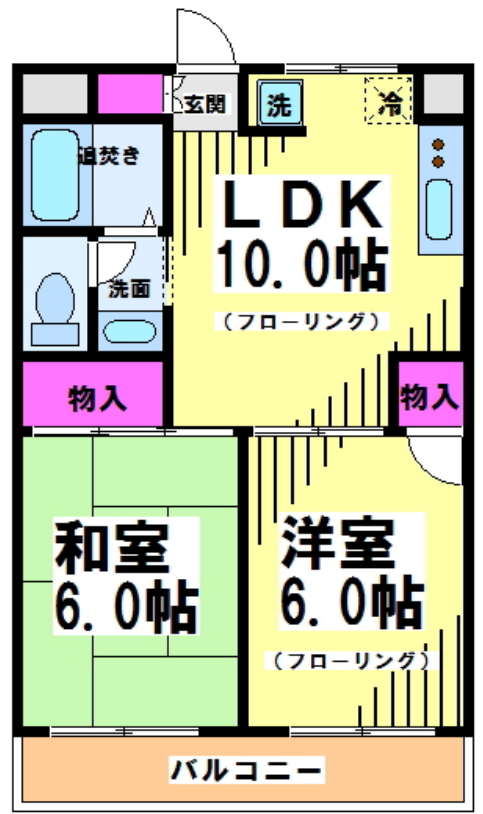 玄関
洗
冷
追焚き
LDK
10.0帖
(フローリング)
洗面
物入
物入
和室
6.0帖
洋室
6.0帖
(フローリング)
バルコニー